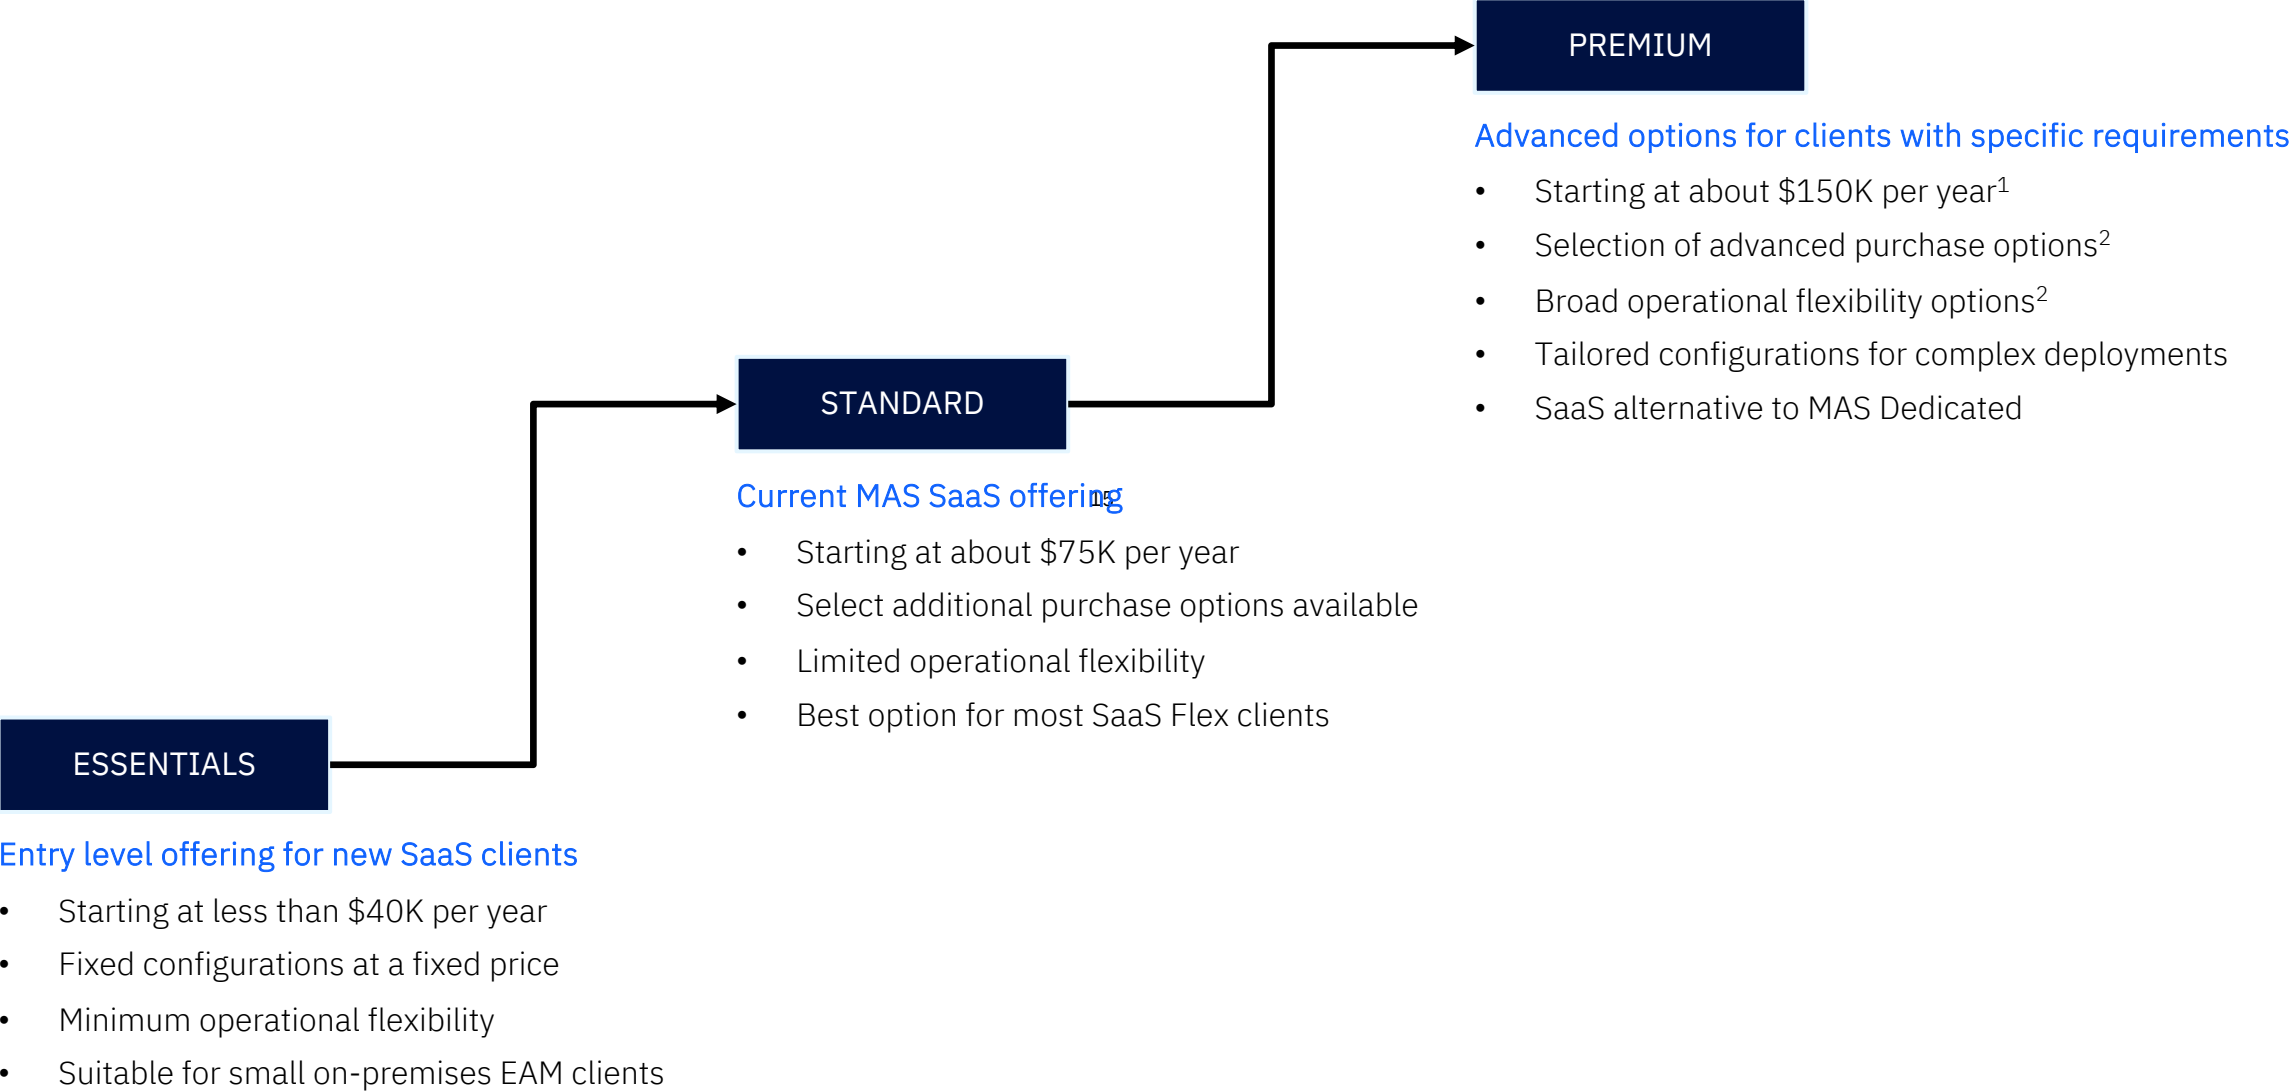 PREMIUM
Advanced options for clients with specific requirements
• Starting at about $150K per year¹
• Selection of advanced purchase options²
• Broad operational flexibility options²
• Tailored configurations for complex deployments
• SaaS alternative to MAS Dedicated
STANDARD
Current MAS SaaS offering
15
• Starting at about $75K per year
• Select additional purchase options available
• Limited operational flexibility
• Best option for most SaaS Flex clients
ESSENTIALS
Entry level offering for new SaaS clients
• Starting at less than $40K per year
• Fixed configurations at a fixed price
• Minimum operational flexibility
• Suitable for small on-premises EAM clients